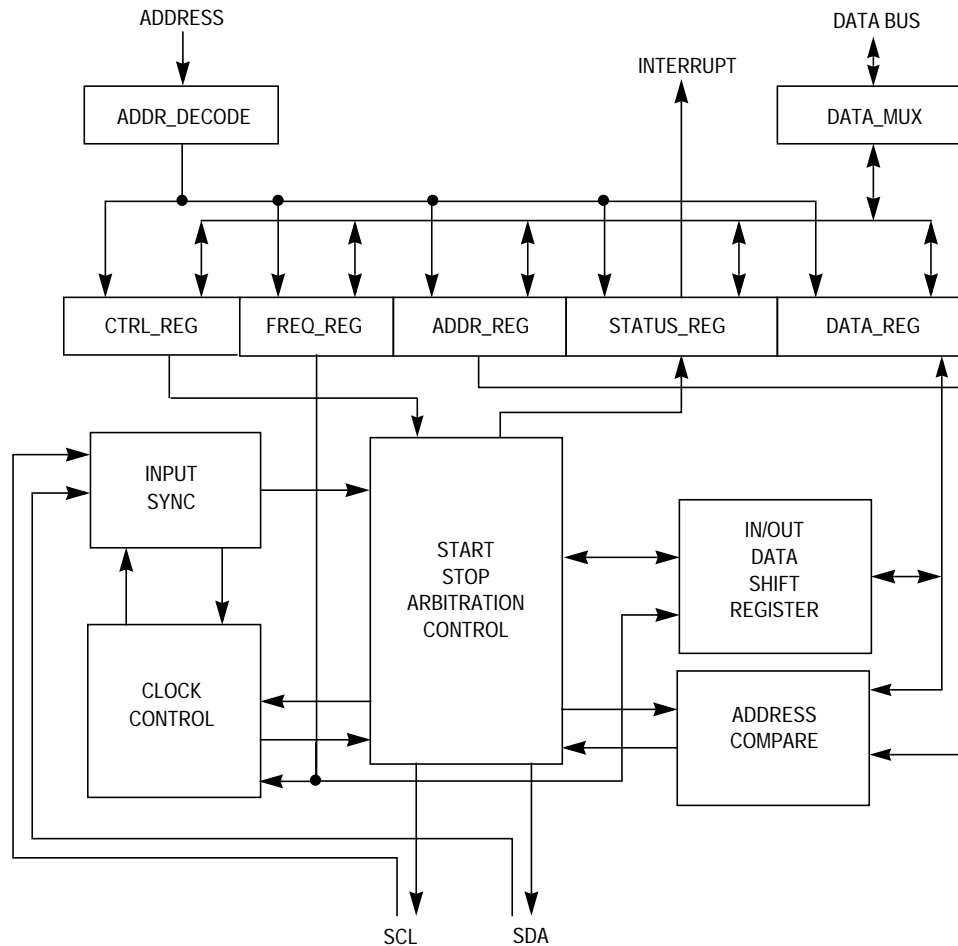 ADDRESS
DATA BUS
INTERRUPT
ADDR_DECODE
DATA_MUX
CTRL_REG
FREQ_REG
ADDR_REG
STATUS_REG
DATA_REG
INPUT
SYNC
START
STOP
ARBITRATION
CONTROL
IN/OUT
DATA
SHIFT
REGISTER
CLOCK
CONTROL
ADDRESS
COMPARE
SCL
SDA